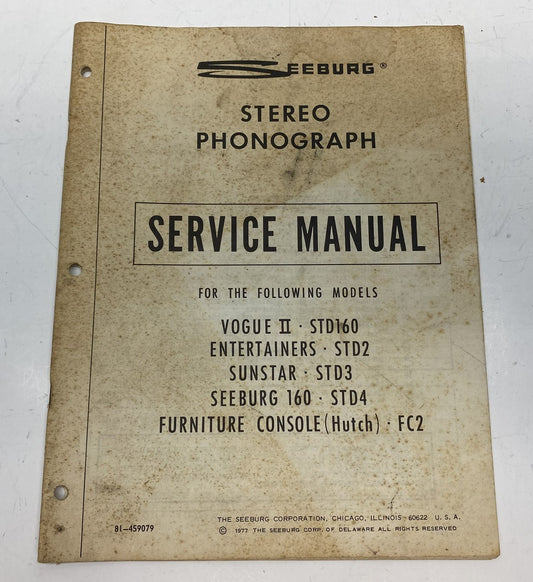 SEEBURG®
STEREO
PHONOGRAPH
SERVICE MANUAL
FOR THE FOLLOWING MODELS
VOGUE II · STD160
ENTERTAINERS · STD2
SUNSTAR · STD3
SEEBURG 160 · STD4
FURNITURE CONSOLE (Hutch) · FC2
81-459079
THE SEEBURG CORPORATION, CHICAGO, ILLINOIS-60622 U. S. A.
© 1977 THE SEEBURG CORP. OF DELAWARE ALL RIGHTS RESERVED